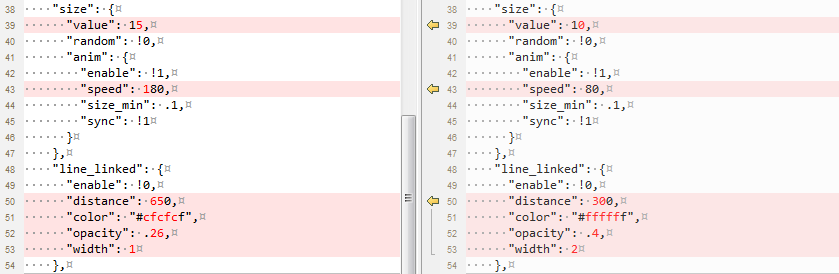 38 ····"size":·{¤
39 ······"value":·15,¤
40 ······"random":·!0,¤
41 ······"anim":·{¤
42 ········"enable":·!1,¤
43 ········"speed":·180,¤
44 ········"size_min":·.1,¤
45 ········"sync":·!1¤
46 ······}¤
47 ····},¤
48 ····"line_linked":·{¤
49 ······"enable":·!0,¤
50 ······"distance":·650,¤
51 ······"color":·"#cfcfcf",¤
52 ······"opacity":·.26,¤
53 ······"width":·1¤
54 ····},¤
38 ····"size":·{¤
39 ······"value":·10,¤
40 ······"random":·!0,¤
41 ······"anim":·{¤
42 ········"enable":·!1,¤
43 ········"speed":·80,¤
44 ········"size_min":·.1,¤
45 ········"sync":·!1¤
46 ······}¤
47 ····},¤
48 ····"line_linked":·{¤
49 ······"enable":·!0,¤
50 ······"distance":·300,¤
51 ······"color":·"#ffffff",¤
52 ······"opacity":·.4,¤
53 ······"width":·2¤
54 ····},¤